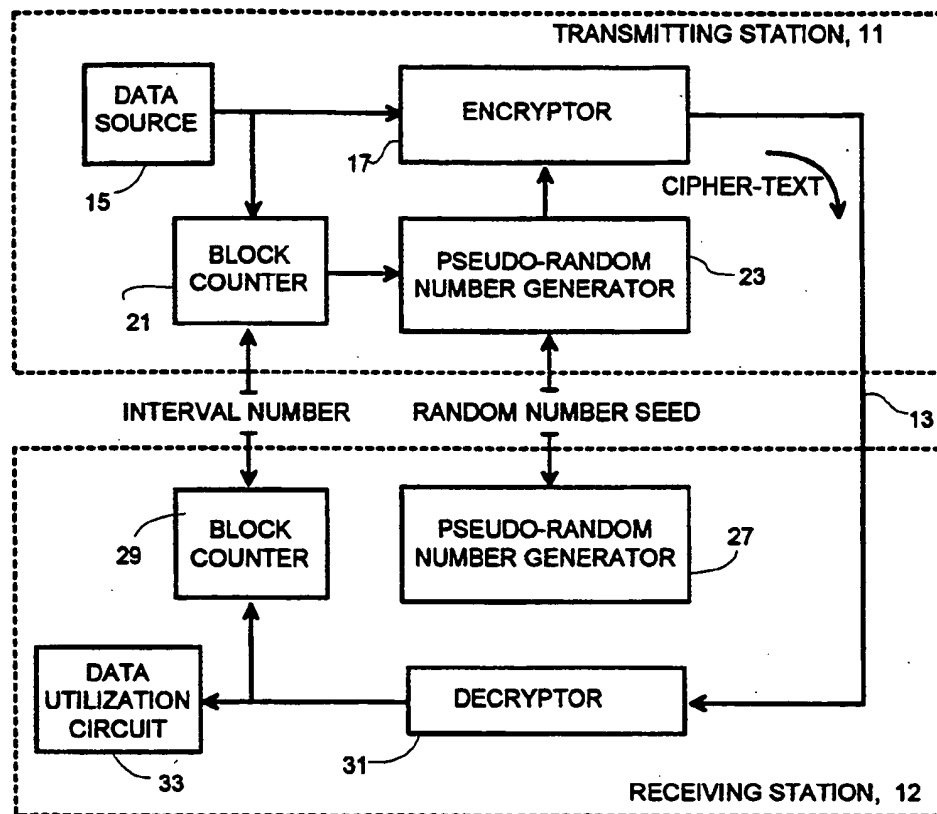 TRANSMITTING STATION, 11
DATA
SOURCE
15
ENCRYPTOR
17
CIPHER-TEXT
BLOCK
COUNTER
21
PSEUDO-RANDOM
NUMBER GENERATOR
23
INTERVAL NUMBER
RANDOM NUMBER SEED
13
29
BLOCK
COUNTER
PSEUDO-RANDOM
NUMBER GENERATOR
27
DATA
UTILIZATION
CIRCUIT
33
DECRYPTOR
31
RECEIVING STATION, 12